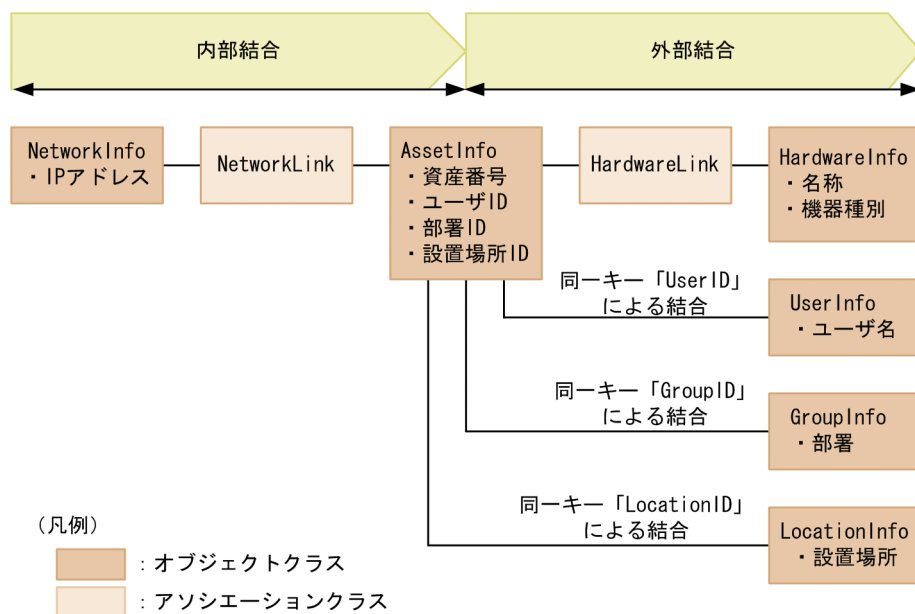 内部結合
外部結合
NetworkInfo
・IPアドレス
NetworkLink
AssetInfo
・資産番号
・ユーザID
・部署ID
・設置場所ID
HardwareLink
HardwareInfo
・名称
・機器種別
同一キー「UserID」
による結合
UserInfo
・ユーザ名
同一キー「GroupID」
による結合
GroupInfo
・部署
同一キー「LocationID」
による結合
LocationInfo
・設置場所
（凡例）
：オブジェクトクラス
：アソシエーションクラス